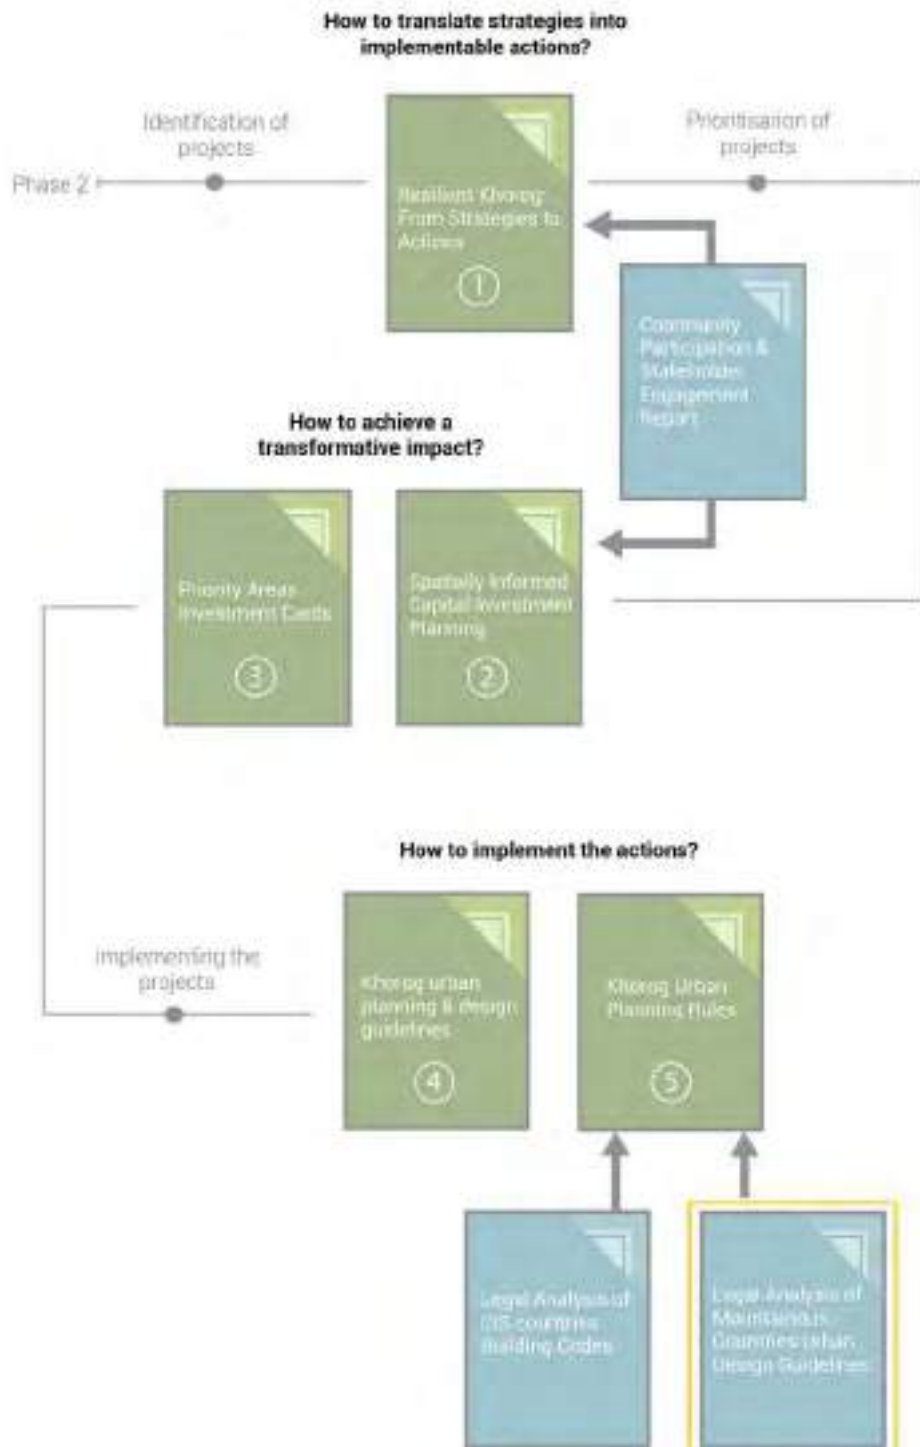 How to translate strategies into
implementable actions?
Identification of
projects
Prioritisation of
projects
Phase 2
Resilient Khorog:
From Strategies to
Actions
1
Community
Participation &
Stakeholder
Engagement
Report
How to achieve a
transformative impact?
Priority Areas
Investment Cards
3
Spatially Informed
Capital Investment
Planning
2
How to implement the actions?
Implementing the
projects
Khorog urban
planning & design
guidelines
4
Khorog Urban
Planning Rules
5
Legal Analysis of
CIS countries
Building Codes
Legal Analysis of
Mountainous
Countries Urban
Design Guidelines